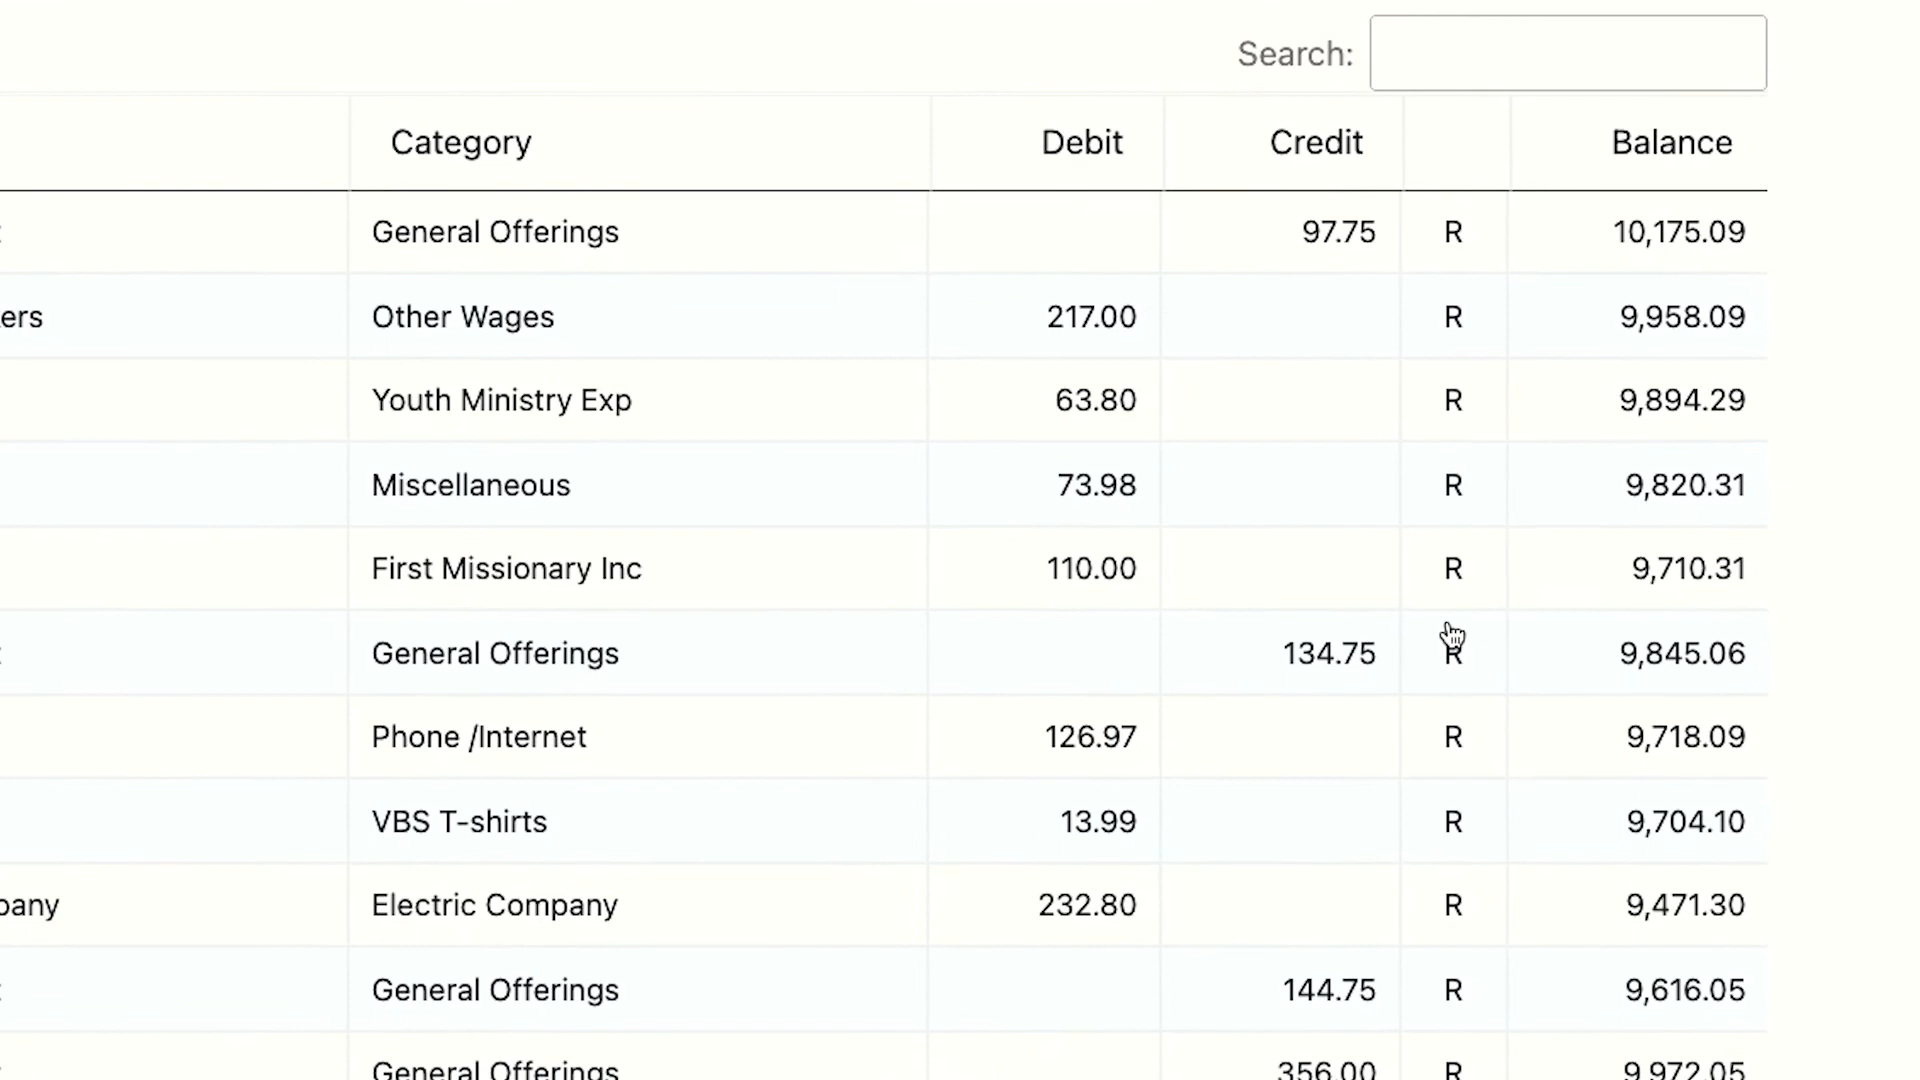 Search:
Category Debit Credit Balance
General Offerings 97.75 R 10,175.09
ers Other Wages 217.00 R 9,958.09
Youth Ministry Exp 63.80 R 9,894.29
Miscellaneous 73.98 R 9,820.31
First Missionary Inc 110.00 R 9,710.31
General Offerings 134.75 R 9,845.06
Phone /Internet 126.97 R 9,718.09
VBS T-shirts 13.99 R 9,704.10
pany Electric Company 232.80 R 9,471.30
General Offerings 144.75 R 9,616.05
General Offerings 356.00 R 9,972.05